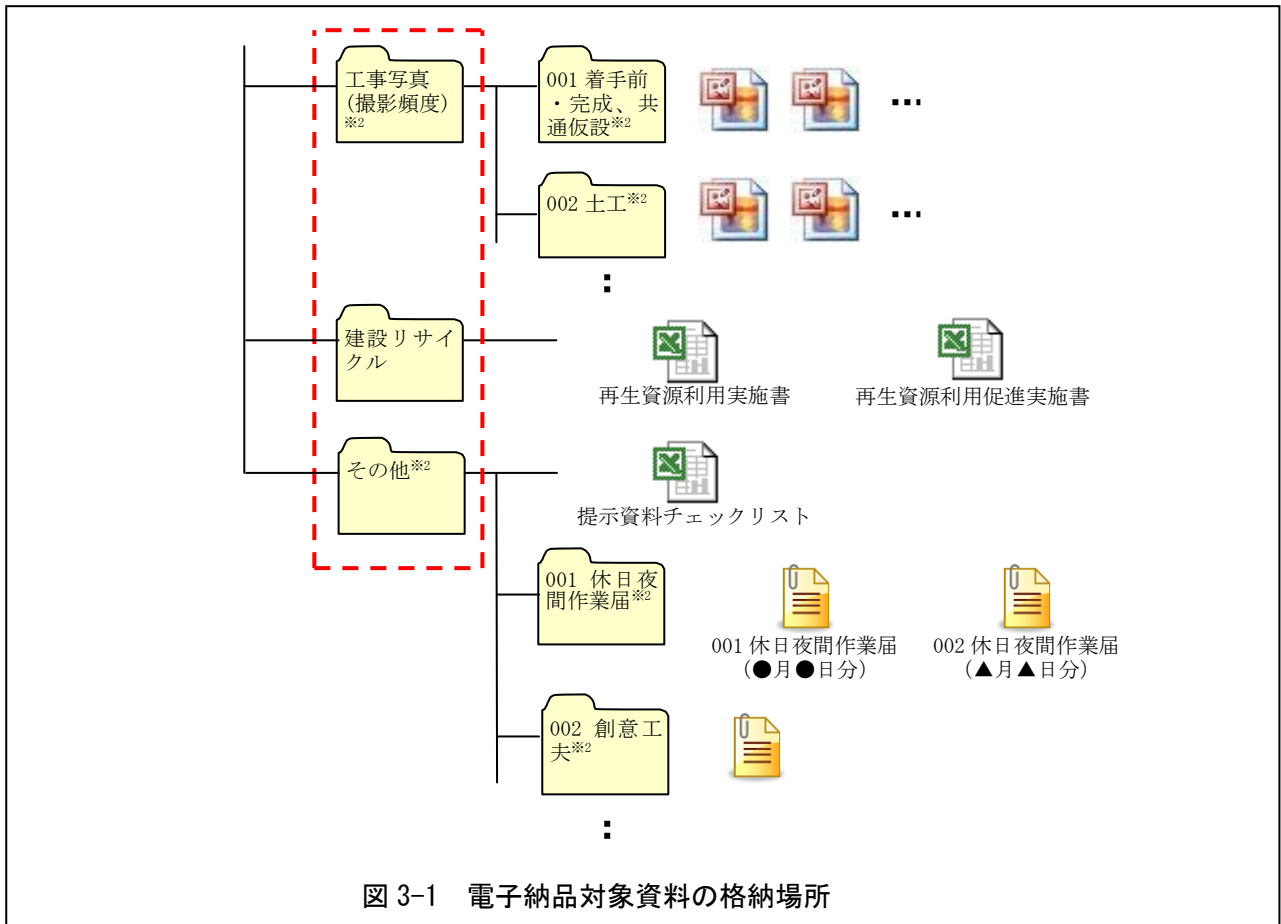 工事写真
(撮影頻度)
※2
001 着手前
・完成、共
通仮設※2
…
002 土工※2
…
:
建設リサイ
クル
再生資源利用実施書
再生資源利用促進実施書
その他※2
提示資料チェックリスト
001 休日夜
間作業届※2
001 休日夜間作業届
(●月●日分)
002 休日夜間作業届
(▲月▲日分)
002 創意工
夫※2
:
図 3-1 電子納品対象資料の格納場所